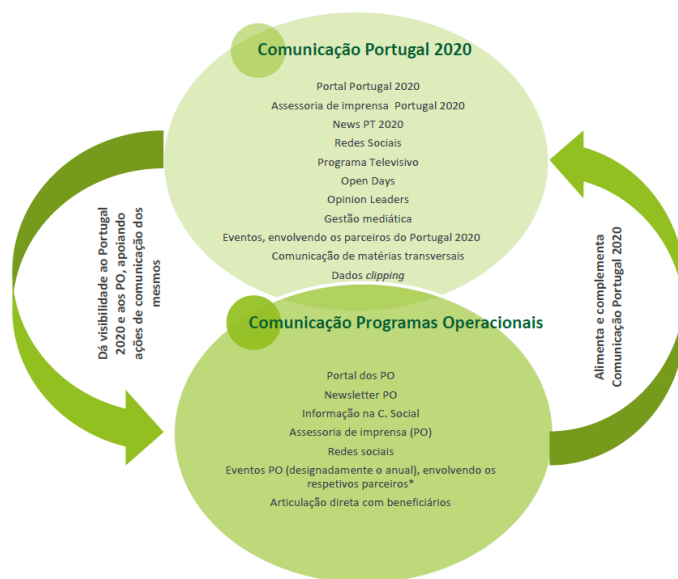 Comunicação Portugal 2020
Portal Portugal 2020
Assessoria de imprensa Portugal 2020
News PT 2020
Redes Sociais
Programa Televisivo
Open Days
Opinion Leaders
Gestão mediática
Eventos, envolvendo os parceiros do Portugal 2020
Comunicação de matérias transversais
Dados clipping
Dá visibilidade ao Portugal
2020 e aos PO, apoiando
ações de comunicação dos
mesmos
Alimenta e complementa
Comunicação Portugal 2020
Comunicação Programas Operacionais
Portal dos PO
Newsletter PO
Informação na C. Social
Assessoria de imprensa (PO)
Redes sociais
Eventos PO (designadamente o anual), envolvendo os
respetivos parceiros*
Articulação direta com beneficiários